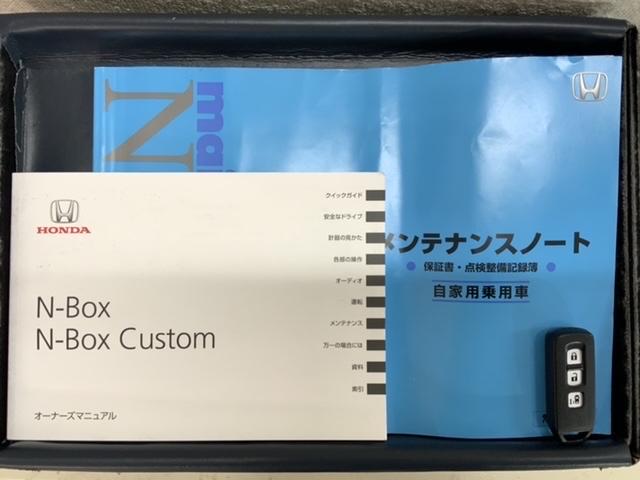 mai
N
メンテナンスノート
保証書・点検整備記録簿
自家用乗用車
HONDA
N-Box
N-Box Custom
オーナーズマニュアル
クイックガイド
安全なドライブ
計器の見かた
各部の操作
オーディオ
運転
メンテナンス
万一の場合には
資料
索引